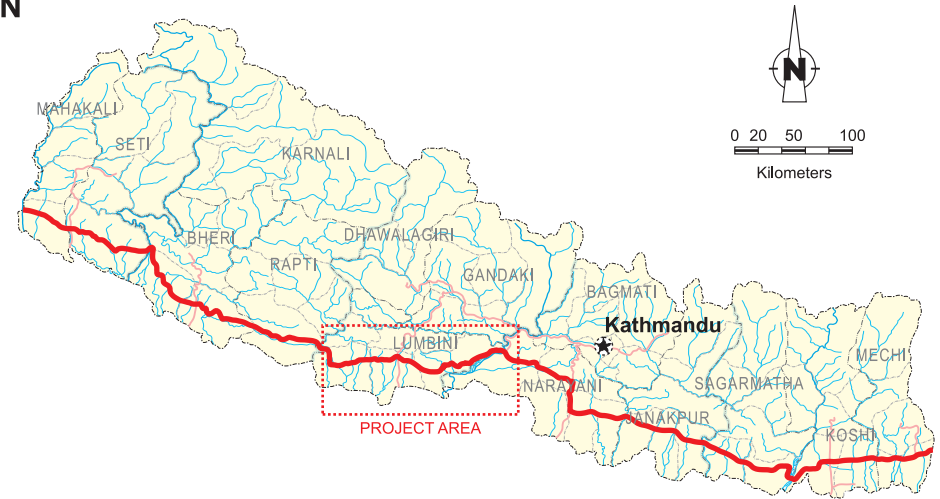 N
N
0 20 50 100
Kilometers
MAHAKALI
SETI
KARNALI
BHERI
DHAWALAGIRI
RAPTI
GANDAKI
BAGMATI
Kathmandu
LUMBINI
MECHI
NARAYANI
SAGARMATHA
JANAKPUR
PROJECT AREA
KOSHI